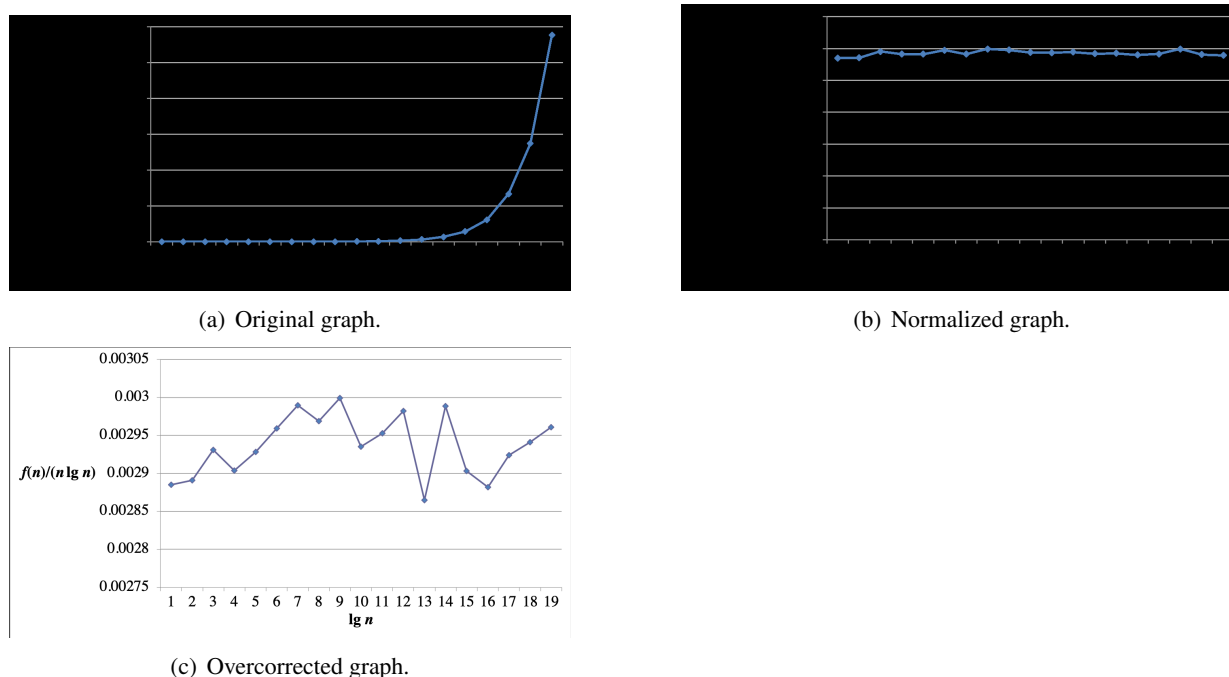 (a) Original graph.
(b) Normalized graph.
0.00305
0.003
0.00295
0.0029
0.00285
0.0028
0.00275
f(n)/(n lg n)
1 2 3 4 5 6 7 8 9 10 11 12 13 14 15 16 17 18 19
lg n
(c) Overcorrected graph.